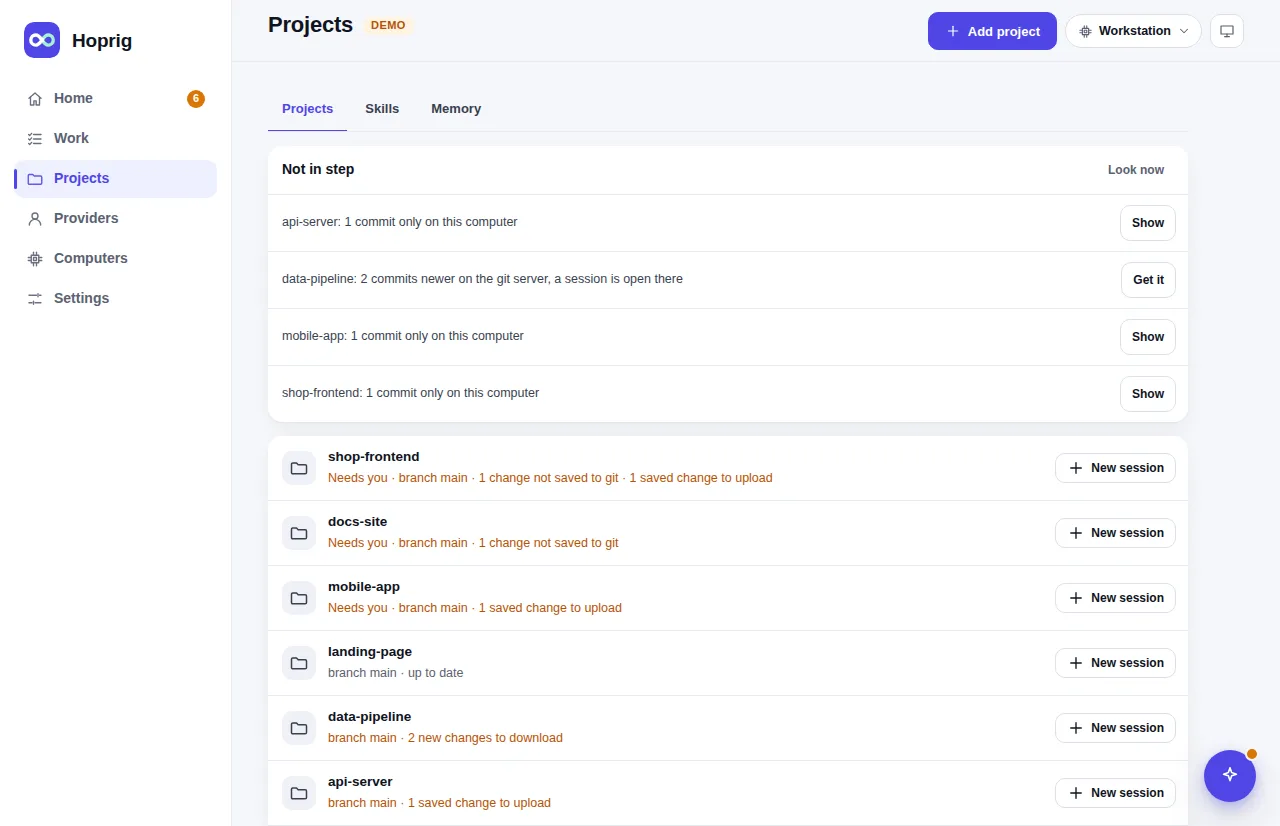 Hoprig
Home 6
Work
Projects
Providers
Computers
Settings
Projects DEMO
Add project
Workstation
Projects Skills Memory
Not in step Look now
api-server: 1 commit only on this computer Show
data-pipeline: 2 commits newer on the git server, a session is open there Get it
mobile-app: 1 commit only on this computer Show
shop-frontend: 1 commit only on this computer Show
shop-frontend
Needs you · branch main · 1 change not saved to git · 1 saved change to upload
New session
docs-site
Needs you · branch main · 1 change not saved to git
New session
mobile-app
Needs you · branch main · 1 saved change to upload
New session
landing-page
branch main · up to date
New session
data-pipeline
branch main · 2 new changes to download
New session
api-server
branch main · 1 saved change to upload
New session